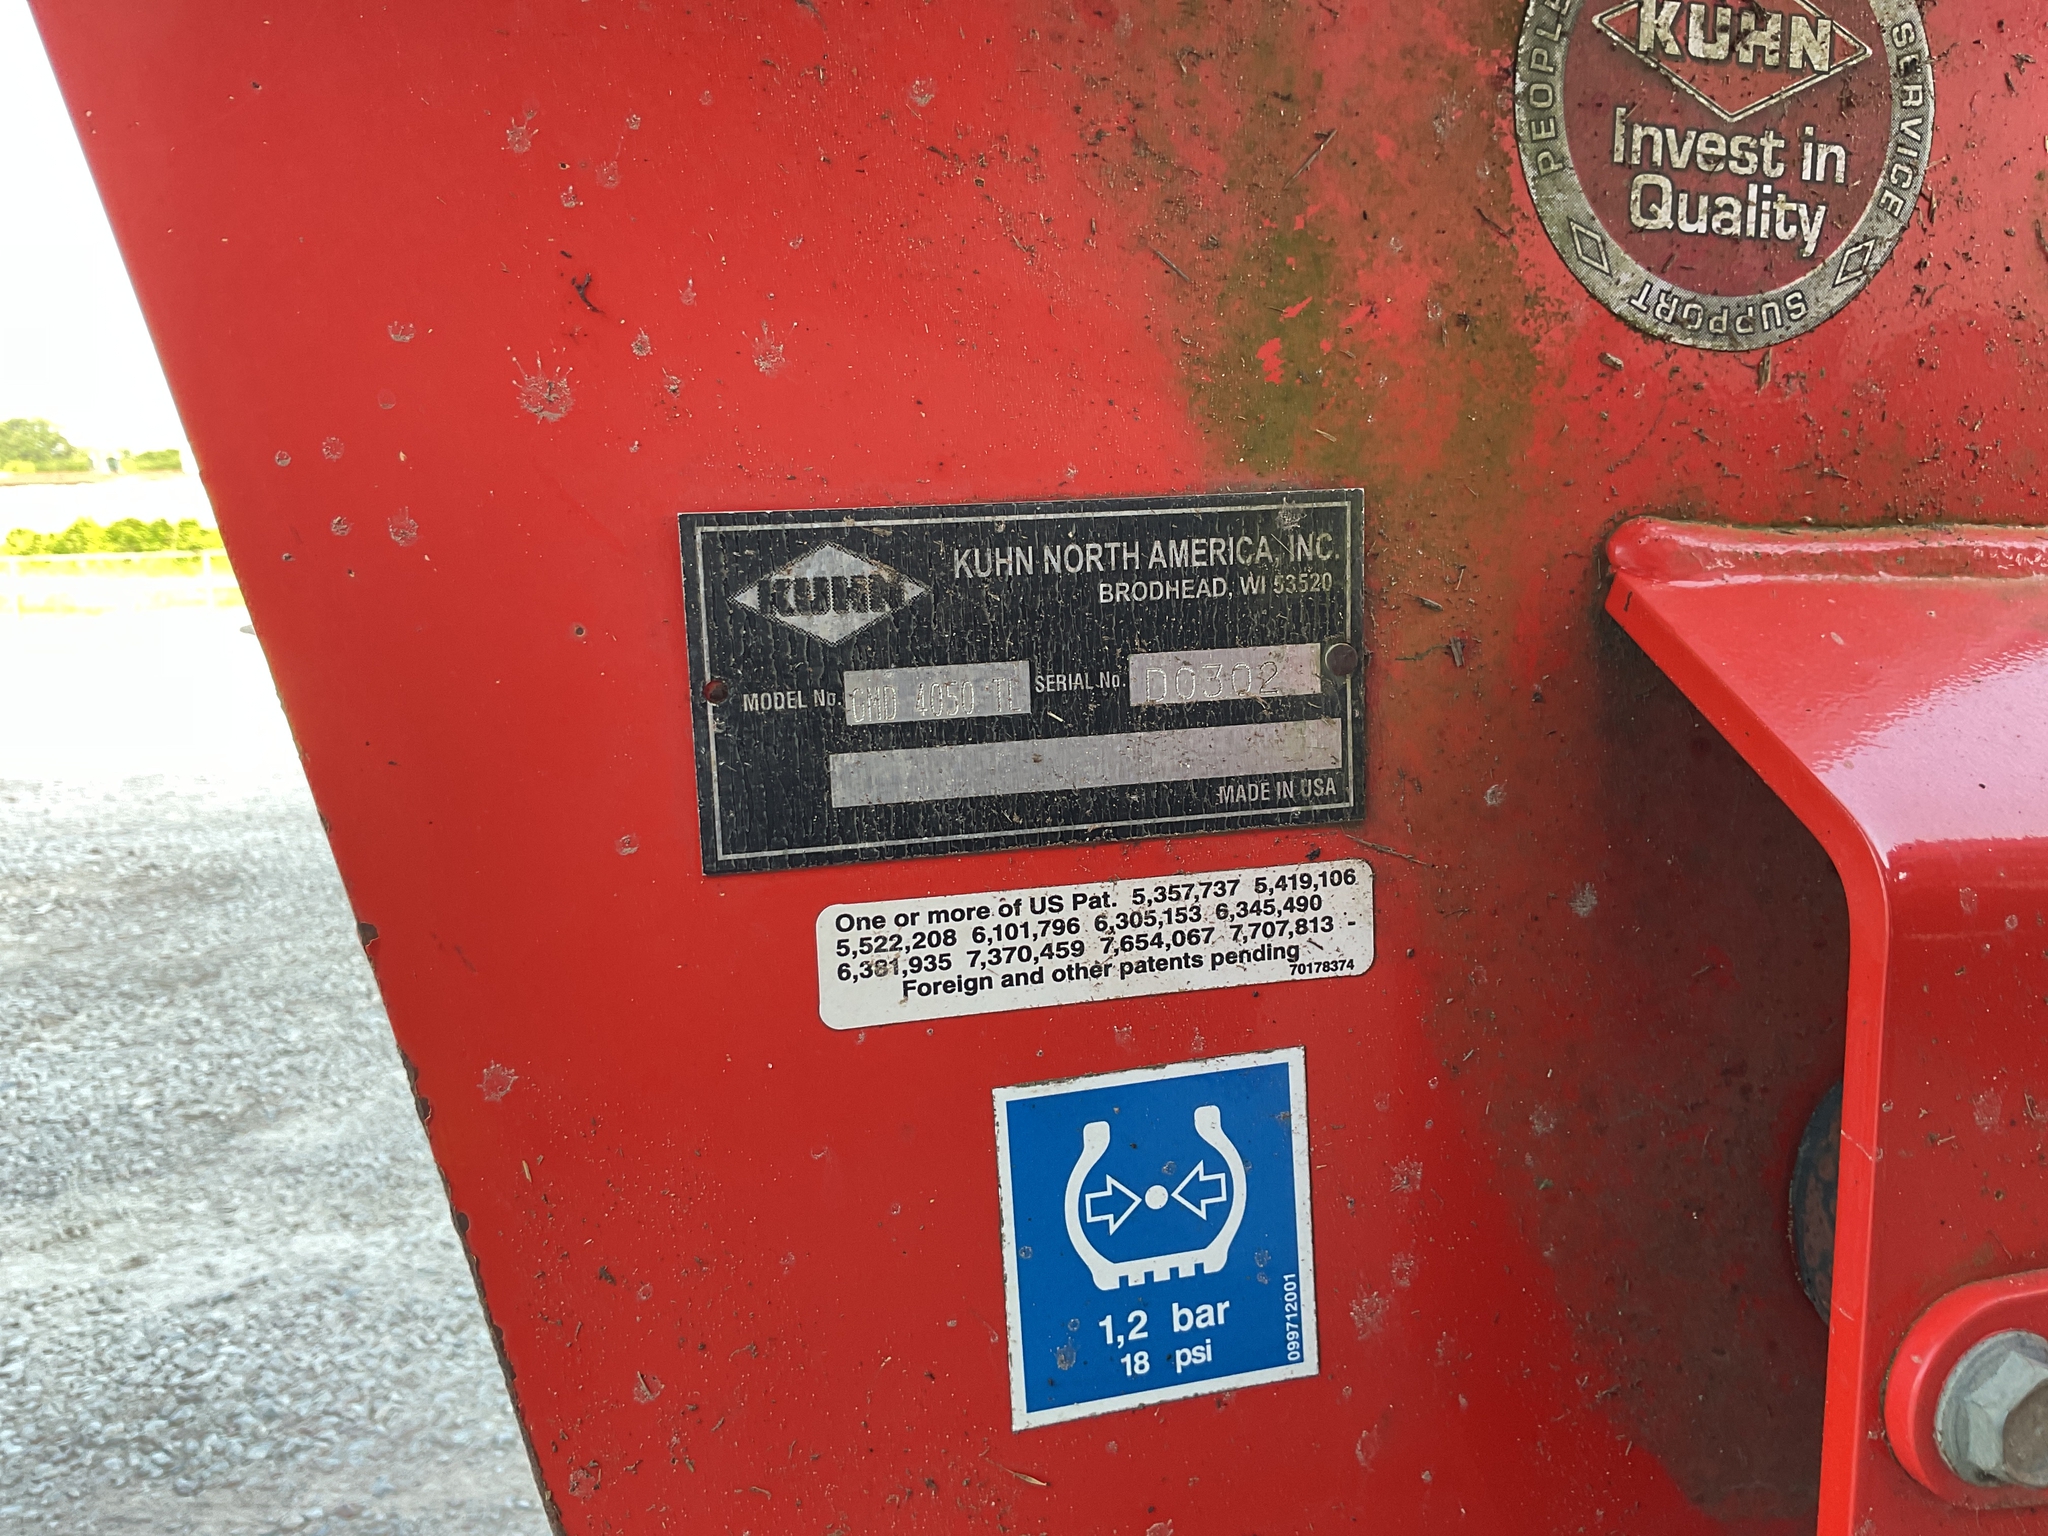 PEOPLE
SERVICE
SUPPORT
KUHN
Invest in
Quality
KUHN
KUHN NORTH AMERICA, INC.
BRODHEAD, WI 53520
MODEL No. GMD 4050 TL SERIAL No. D0302
MADE IN USA
One or more of US Pat. 5,357,737 5,419,106
5,522,208 6,101,796 6,305,153 6,345,490
6,381,935 7,370,459 7,654,067 7,707,813 -
Foreign and other patents pending
70178374
1,2 bar
18 psi
099712001